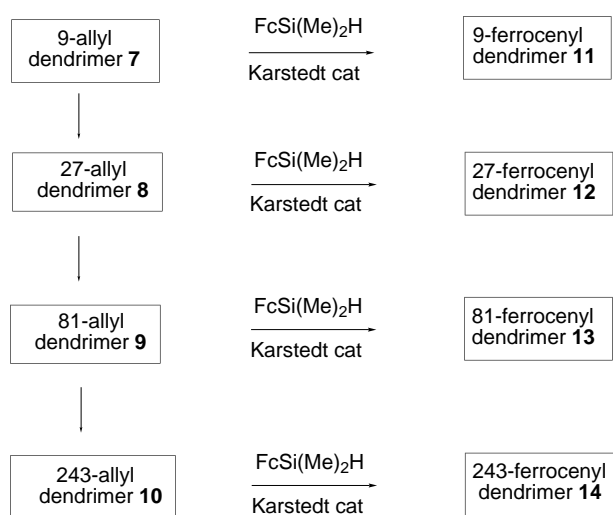 9-allyl
dendrimer 7
FcSi(Me)2H
Karstedt cat
9-ferrocenyl
dendrimer 11
27-allyl
dendrimer 8
FcSi(Me)2H
Karstedt cat
27-ferrocenyl
dendrimer 12
81-allyl
dendrimer 9
FcSi(Me)2H
Karstedt cat
81-ferrocenyl
dendrimer 13
243-allyl
dendrimer 10
FcSi(Me)2H
Karstedt cat
243-ferrocenyl
dendrimer 14